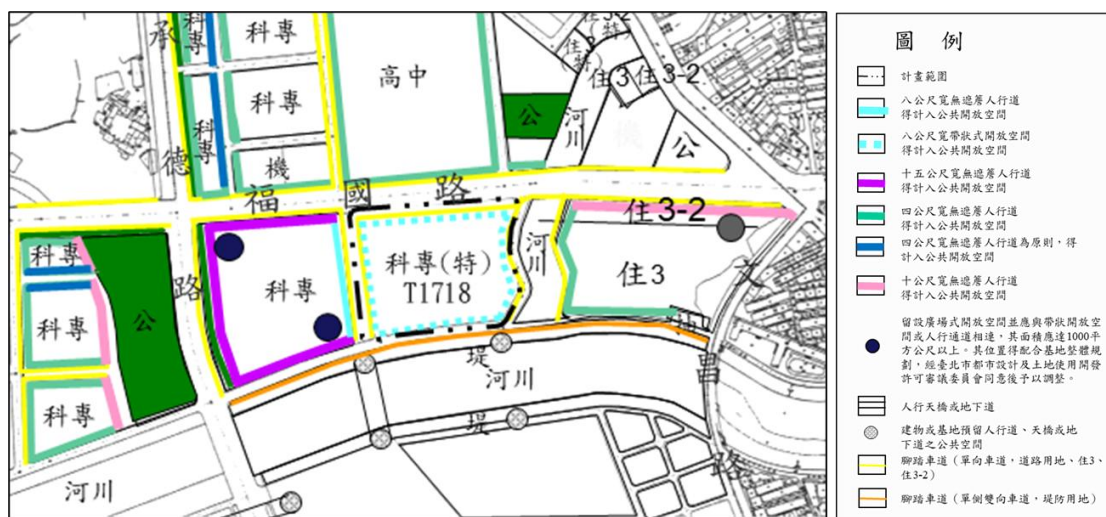 承
德
路
科專
科專
科專
科專
科專
科專
機
高中
公
住3-2
(特)
住3
(特)
住3
住3-2
河川
機
公
福
國
路
科專
科專
科專
公
科專
科專(特)
T1718
河川
住3-2
住3
文
昌
路
堤
河川
堤
河川
圖 例
計畫範圍
八公尺寬無遮簷人行道
得計入公共開放空間
八公尺寬帶狀式開放空間
得計入公共開放空間
十五公尺寬無遮簷人行道
得計入公共開放空間
四公尺寬無遮簷人行道
得計入公共開放空間
四公尺寬無遮簷人行道為原則，得
計入公共開放空間
十公尺寬無遮簷人行道
得計入公共開放空間
留設廣場式開放空間並應與帶狀開放空
間或人行通道相連，其面積應達1000平
方公尺以上。其位置得配合基地整體規
劃，經臺北市都市設計及土地使用開發
許可審議委員會同意後予以調整。
人行天橋或地下道
建物或基地預留人行道、天橋或地
下道之公共空間
腳踏車道（單向車道，道路用地、住3、
住3-2）
腳踏車道（單側雙向車道，堤防用地）